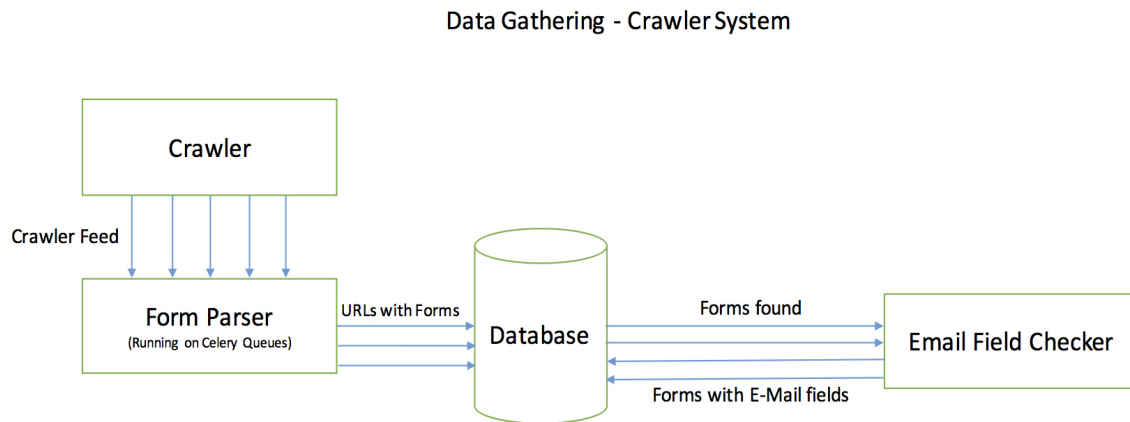 Data Gathering - Crawler System
Crawler
Crawler Feed
Form Parser
(Running on Celery Queues)
URLs with Forms
Database
Forms found
Email Field Checker
Forms with E-Mail fields